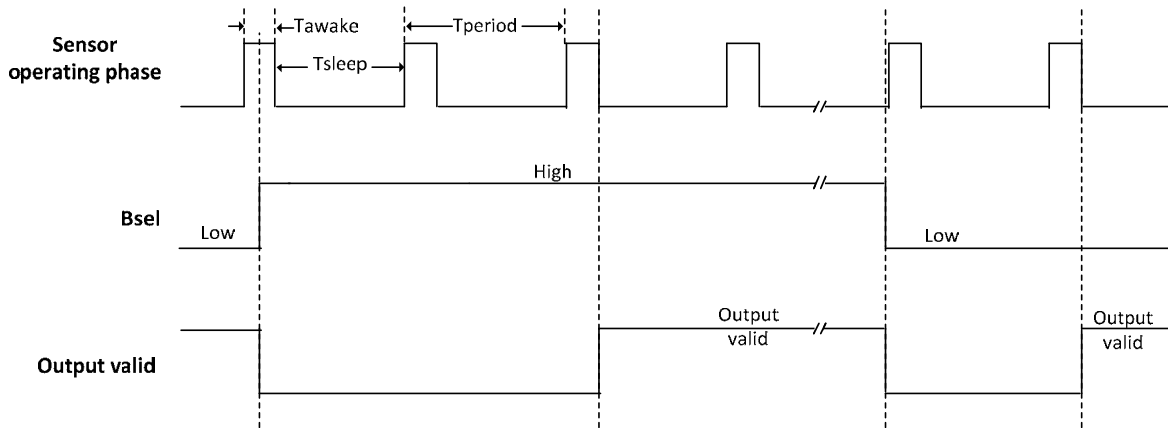 Sensor
operating phase
Tawake
Tperiod
Tsleep
Bsel
Low
High
Low
Output valid
Output
valid
Output
valid